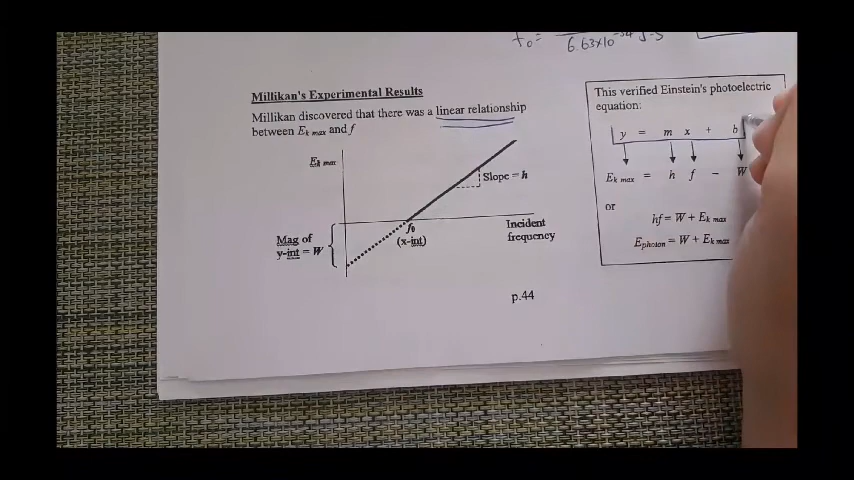 f₀ =
6.63x10⁻³⁴ J·s
Millikan's Experimental Results
Millikan discovered that there was a linear relationship
between Ek max and f
Ek max
Slope = h
f₀
(x-int)
Incident
frequency
Mag of
y-int = W
p.44
This verified Einstein's photoelectric
equation:
y = m x + b
Ek max = h f – W
or
hf = W + Ek max
Ephoton = W + Ek max